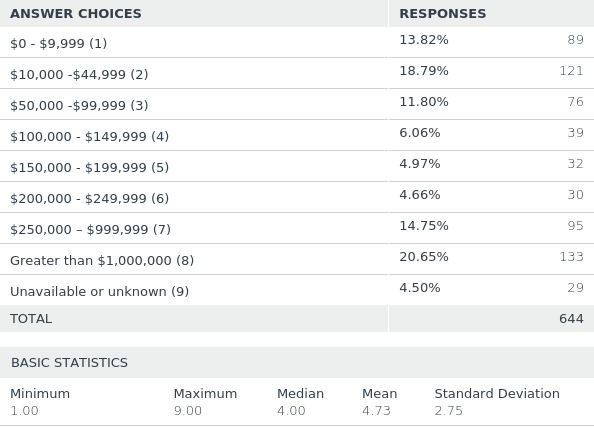 ANSWER CHOICES RESPONSES
$0 - $9,999 (1) 13.82% 89
$10,000 -$44,999 (2) 18.79% 121
$50,000 -$99,999 (3) 11.80% 76
$100,000 - $149,999 (4) 6.06% 39
$150,000 - $199,999 (5) 4.97% 32
$200,000 - $249,999 (6) 4.66% 30
$250,000 – $999,999 (7) 14.75% 95
Greater than $1,000,000 (8) 20.65% 133
Unavailable or unknown (9) 4.50% 29
TOTAL 644
BASIC STATISTICS
Minimum Maximum Median Mean Standard Deviation
1.00 9.00 4.00 4.73 2.75